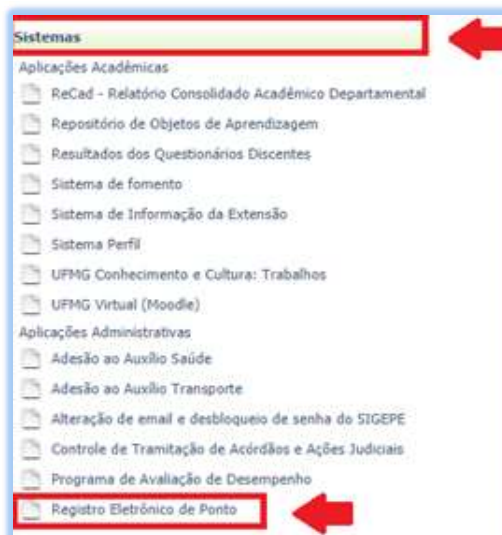 Sistemas
Aplicações Acadêmicas
ReCad - Relatório Consolidado Acadêmico Departamental
Repositório de Objetos de Aprendizagem
Resultados dos Questionários Discentes
Sistema de fomento
Sistema de Informação da Extensão
Sistema Perfil
UFMG Conhecimento e Cultura: Trabalhos
UFMG Virtual (Moodle)
Aplicações Administrativas
Adesão ao Auxílio Saúde
Adesão ao Auxílio Transporte
Alteração de email e desbloqueio de senha do SIGEPE
Controle de Tramitação de Acórdãos e Ações Judiciais
Programa de Avaliação de Desempenho
Registro Eletrônico de Ponto